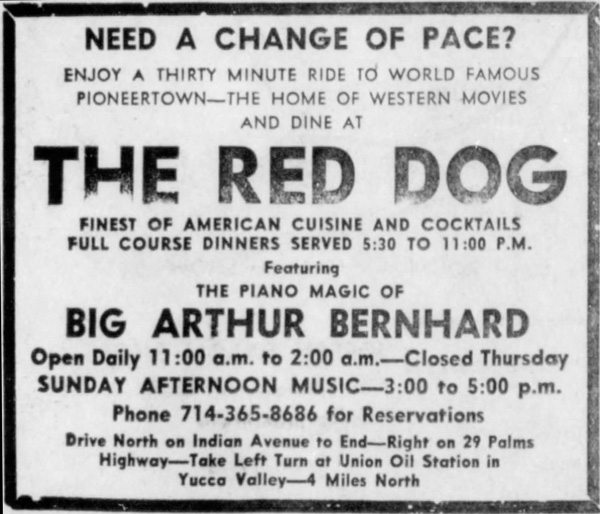 NEED A CHANGE OF PACE?
ENJOY A THIRTY MINUTE RIDE TO WORLD FAMOUS
PIONEERTOWN—THE HOME OF WESTERN MOVIES
AND DINE AT
THE RED DOG
FINEST OF AMERICAN CUISINE AND COCKTAILS
FULL COURSE DINNERS SERVED 5:30 TO 11:00 P.M.
Featuring
THE PIANO MAGIC OF
BIG ARTHUR BERNHARD
Open Daily 11:00 a.m. to 2:00 a.m.—Closed Thursday
SUNDAY AFTERNOON MUSIC—3:00 to 5:00 p.m.
Phone 714-365-8686 for Reservations
Drive North on Indian Avenue to End—Right on 29 Palms
Highway—Take Left Turn at Union Oil Station in
Yucca Valley—4 Miles North